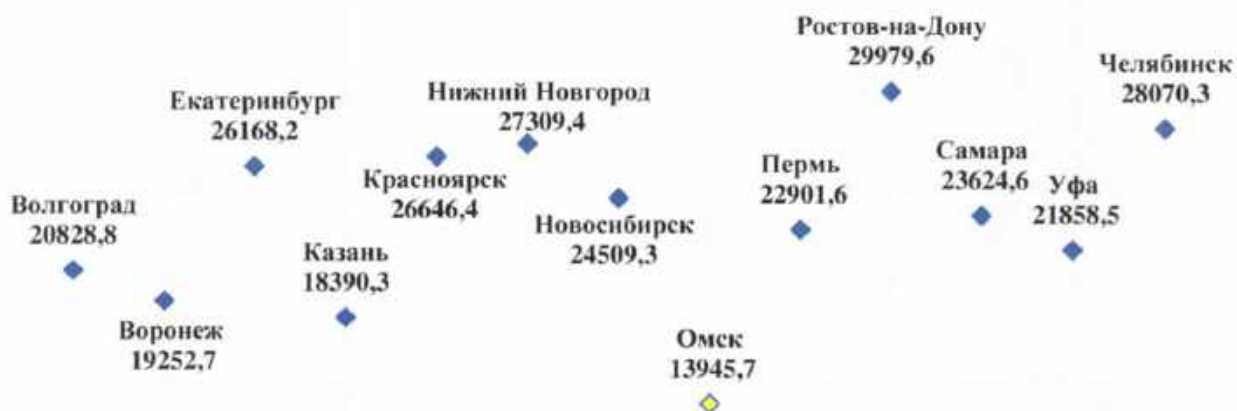 Ростов-на-Дону
29979,6
Челябинск
28070,3
Екатеринбург
26168,2
Нижний Новгород
27309,4
Красноярск
26646,4
Пермь
22901,6
Самара
23624,6
Уфа
21858,5
Волгоград
20828,8
Новосибирск
24509,3
Казань
18390,3
Воронеж
19252,7
Омск
13945,7